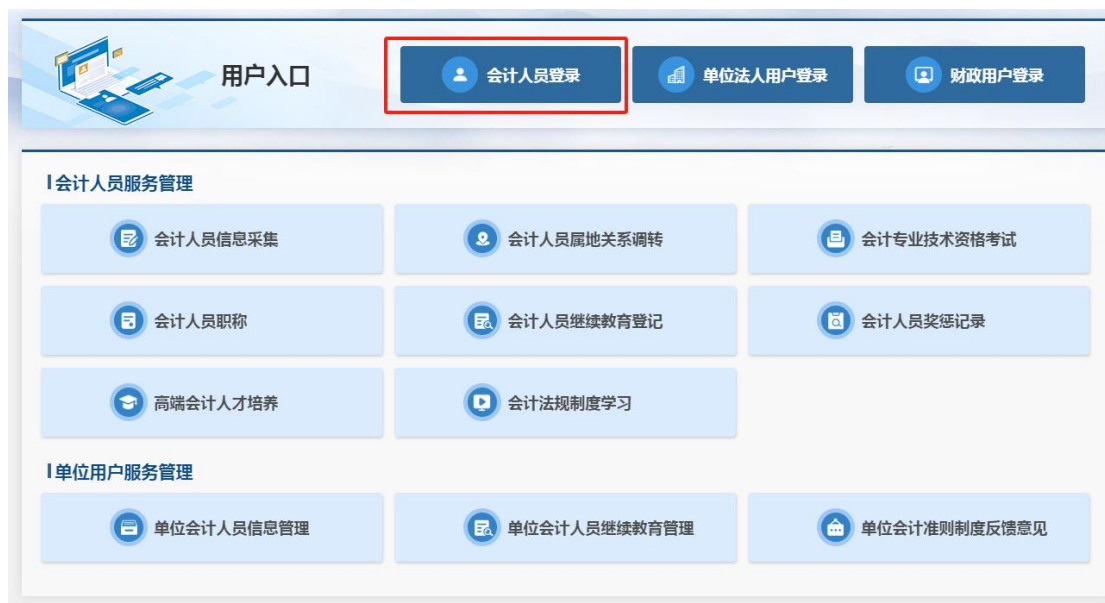 用户入口
会计人员登录
单位法人用户登录
财政用户登录
会计人员服务管理
会计人员信息采集
会计人员属地关系调转
会计专业技术资格考试
会计人员职称
会计人员继续教育登记
会计人员奖惩记录
高端会计人才培养
会计法规制度学习
单位用户服务管理
单位会计人员信息管理
单位会计人员继续教育管理
单位会计准则制度反馈意见